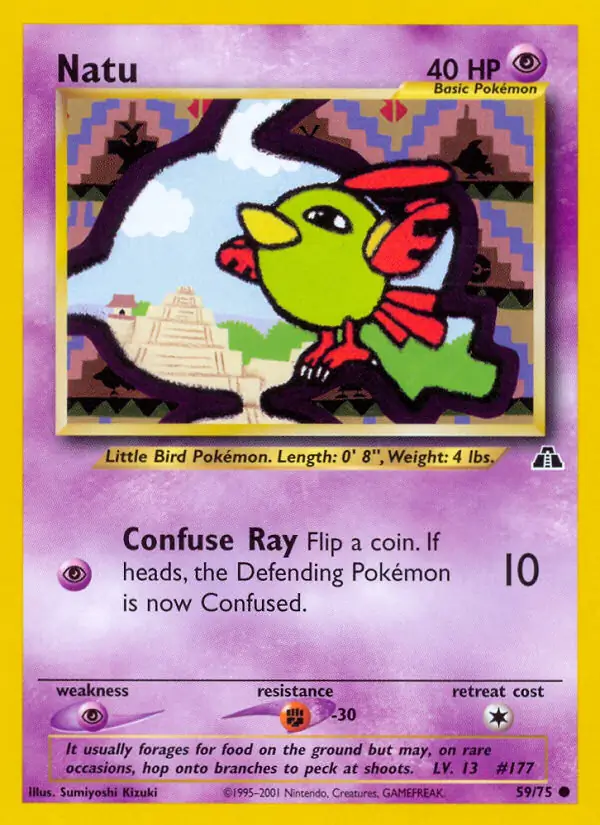 Natu
40 HP
Basic Pokémon
Little Bird Pokémon. Length: 0' 8", Weight: 4 lbs.
Confuse Ray Flip a coin. If
heads, the Defending Pokémon
is now Confused.
10
weakness
resistance
retreat cost
-30
It usually forages for food on the ground but may, on rare
occasions, hop onto branches to peck at shoots. LV. 13 #177
Illus. Sumiyoshi Kizuki
©1995-2001 Nintendo, Creatures, GAMEFREAK.
59/75